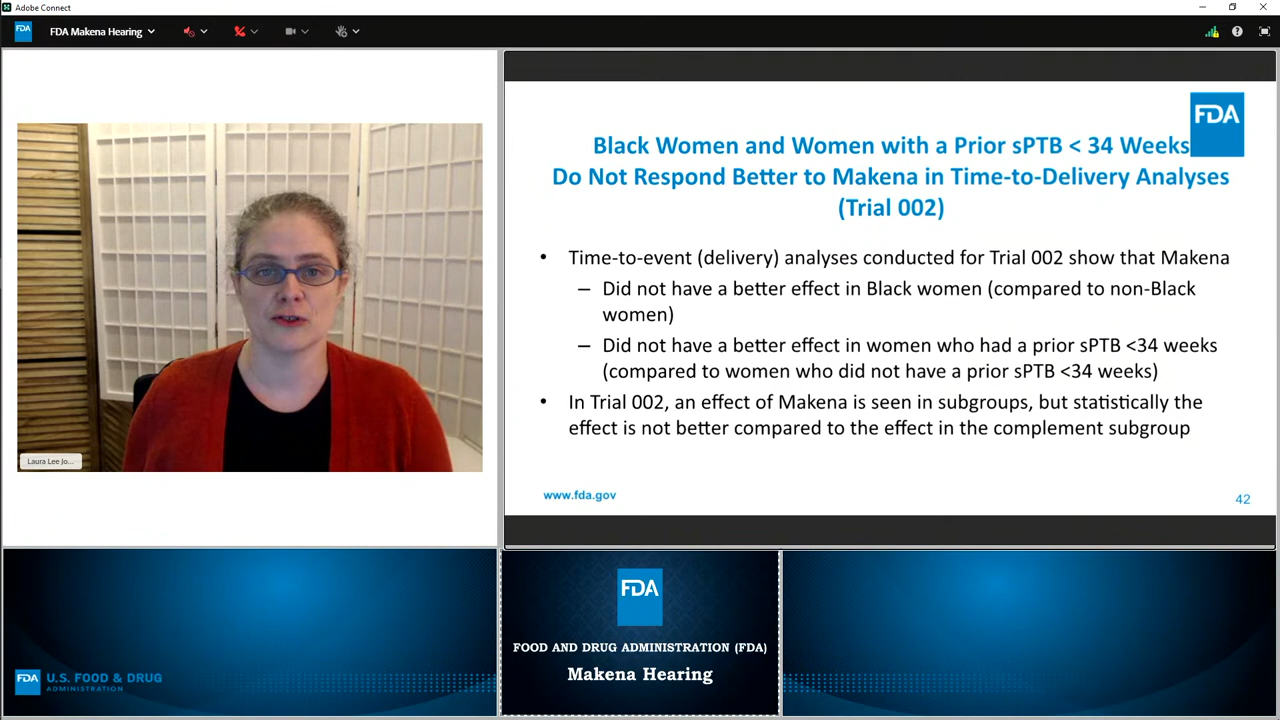 Adobe Connect
FDA
FDA Makena Hearing
FDA
Black Women and Women with a Prior sPTB < 34 Weeks
Do Not Respond Better to Makena in Time-to-Delivery Analyses
(Trial 002)
• Time-to-event (delivery) analyses conducted for Trial 002 show that Makena
– Did not have a better effect in Black women (compared to non-Black
women)
– Did not have a better effect in women who had a prior sPTB <34 weeks
(compared to women who did not have a prior sPTB <34 weeks)
• In Trial 002, an effect of Makena is seen in subgroups, but statistically the
effect is not better compared to the effect in the complement subgroup
www.fda.gov
42
Laura Lee Jo...
FDA
U.S. FOOD & DRUG
ADMINISTRATION
FDA
FOOD AND DRUG ADMINISTRATION (FDA)
Makena Hearing